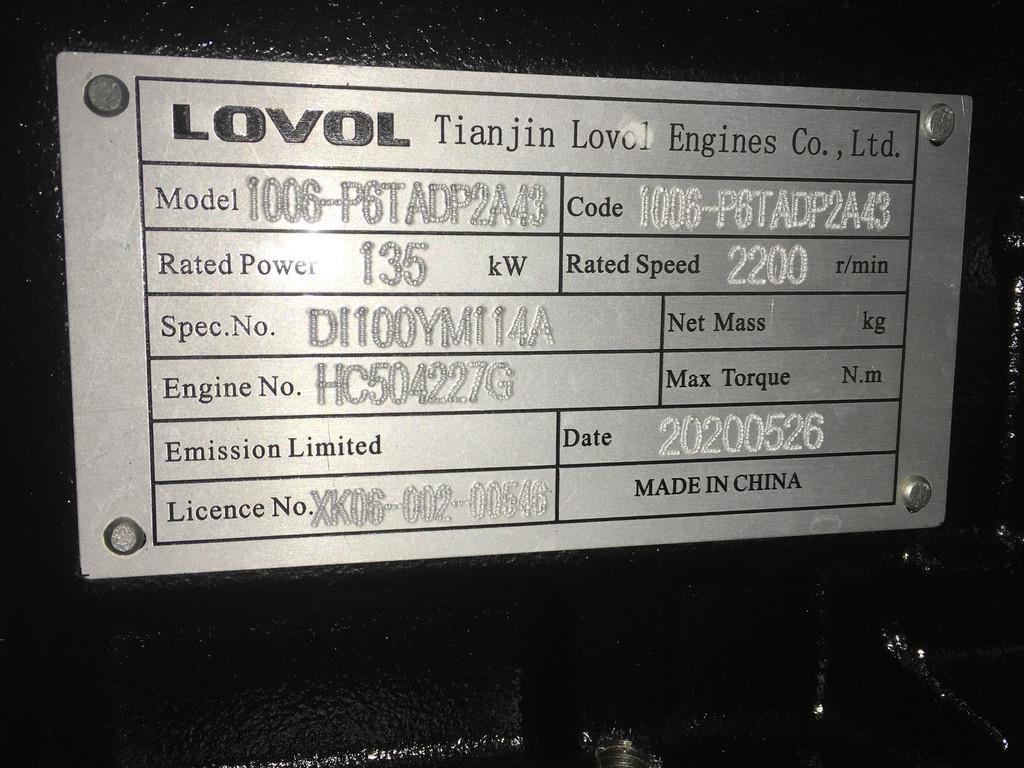 LOVOL Tianjin Lovol Engines Co.,Ltd.
Model 1006-P6TADP2A43 Code 1006-P6TADP2A43
Rated Power 135 kW Rated Speed 2200 r/min
Spec.No. DI100YM114A Net Mass kg
Engine No. HC504227G Max Torque N.m
Emission Limited Date 20200526
Licence No. XK06-002-00546 MADE IN CHINA